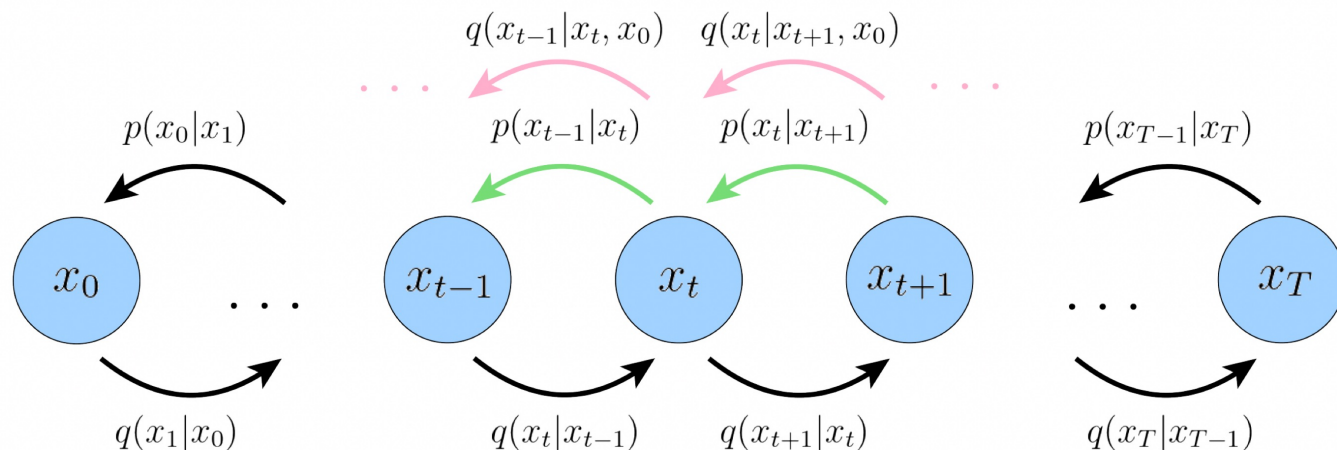 q(x_{t-1}|x_t, x_0) q(x_t|x_{t+1}, x_0)
. . . . . .
p(x_0|x_1) p(x_{t-1}|x_t) p(x_t|x_{t+1}) p(x_{T-1}|x_T)
x_0 x_{t-1} x_t x_{t+1} x_T
. . . . . .
q(x_1|x_0) q(x_t|x_{t-1}) q(x_{t+1}|x_t) q(x_T|x_{T-1})